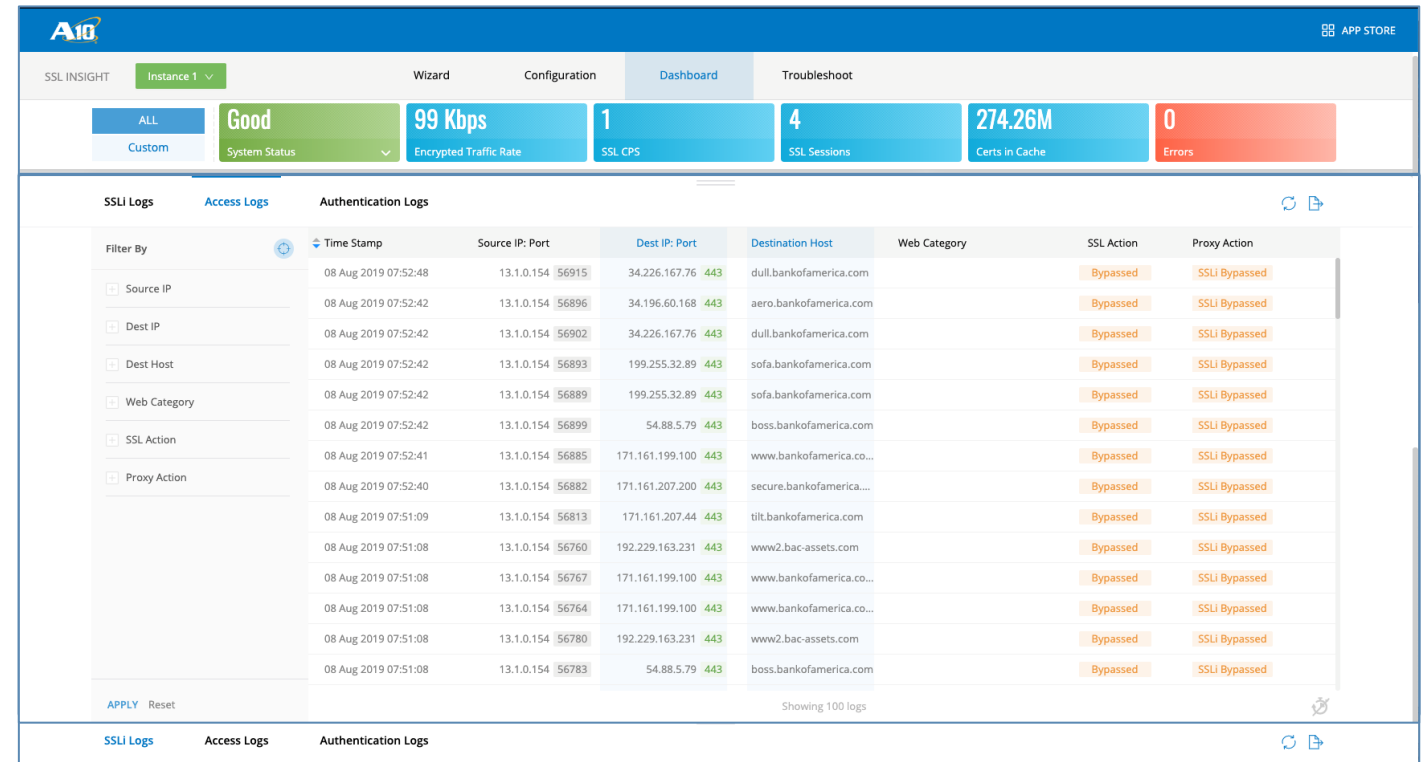 A10
APP STORE
SSL INSIGHT Instance 1 Wizard Configuration Dashboard Troubleshoot
ALL
Custom
Good
System Status
99 Kbps
Encrypted Traffic Rate
1
SSL CPS
4
SSL Sessions
274.26M
Certs in Cache
0
Errors
SSLi Logs Access Logs Authentication Logs
Filter By
Source IP
Dest IP
Dest Host
Web Category
SSL Action
Proxy Action
APPLY Reset
Time Stamp Source IP: Port Dest IP: Port Destination Host Web Category SSL Action Proxy Action
08 Aug 2019 07:52:48 13.1.0.154 56915 34.226.167.76 443 dull.bankofamerica.com Bypassed SSLi Bypassed
08 Aug 2019 07:52:42 13.1.0.154 56896 34.196.60.168 443 aero.bankofamerica.com Bypassed SSLi Bypassed
08 Aug 2019 07:52:42 13.1.0.154 56902 34.226.167.76 443 dull.bankofamerica.com Bypassed SSLi Bypassed
08 Aug 2019 07:52:42 13.1.0.154 56893 199.255.32.89 443 sofa.bankofamerica.com Bypassed SSLi Bypassed
08 Aug 2019 07:52:42 13.1.0.154 56889 199.255.32.89 443 sofa.bankofamerica.com Bypassed SSLi Bypassed
08 Aug 2019 07:52:42 13.1.0.154 56899 54.88.5.79 443 boss.bankofamerica.com Bypassed SSLi Bypassed
08 Aug 2019 07:52:41 13.1.0.154 56885 171.161.199.100 443 www.bankofamerica.co... Bypassed SSLi Bypassed
08 Aug 2019 07:52:40 13.1.0.154 56882 171.161.207.200 443 secure.bankofamerica.... Bypassed SSLi Bypassed
08 Aug 2019 07:51:09 13.1.0.154 56813 171.161.207.44 443 tilt.bankofamerica.com Bypassed SSLi Bypassed
08 Aug 2019 07:51:08 13.1.0.154 56760 192.229.163.231 443 www2.bac-assets.com Bypassed SSLi Bypassed
08 Aug 2019 07:51:08 13.1.0.154 56767 171.161.199.100 443 www.bankofamerica.co... Bypassed SSLi Bypassed
08 Aug 2019 07:51:08 13.1.0.154 56764 171.161.199.100 443 www.bankofamerica.co... Bypassed SSLi Bypassed
08 Aug 2019 07:51:08 13.1.0.154 56780 192.229.163.231 443 www2.bac-assets.com Bypassed SSLi Bypassed
08 Aug 2019 07:51:08 13.1.0.154 56783 54.88.5.79 443 boss.bankofamerica.com Bypassed SSLi Bypassed
Showing 100 logs
SSLi Logs Access Logs Authentication Logs